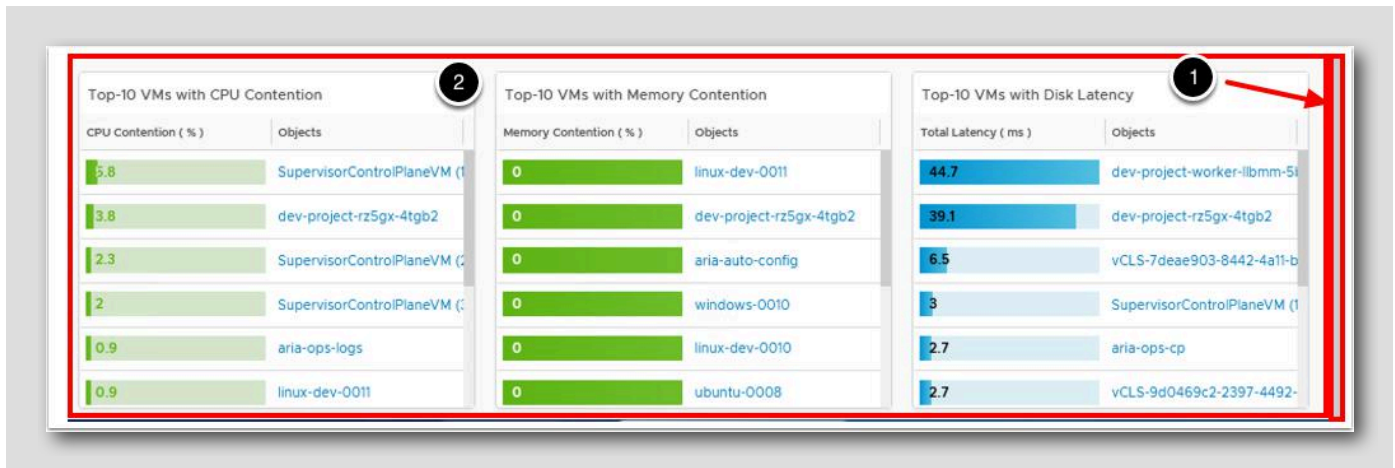 2
1
Top-10 VMs with CPU Contention
CPU Contention ( % ) Objects
5.8 SupervisorControlPlaneVM (1
3.8 dev-project-rz5gx-4tgb2
2.3 SupervisorControlPlaneVM (2
2 SupervisorControlPlaneVM (3
0.9 aria-ops-logs
0.9 linux-dev-0011
Top-10 VMs with Memory Contention
Memory Contention ( % ) Objects
0 linux-dev-0011
0 dev-project-rz5gx-4tgb2
0 aria-auto-config
0 windows-0010
0 linux-dev-0010
0 ubuntu-0008
Top-10 VMs with Disk Latency
Total Latency ( ms ) Objects
44.7 dev-project-worker-llbmm-5
39.1 dev-project-rz5gx-4tgb2
6.5 vCLS-7deae903-8442-4a11-b
3 SupervisorControlPlaneVM (1
2.7 aria-ops-cp
2.7 vCLS-9d0469c2-2397-4492-